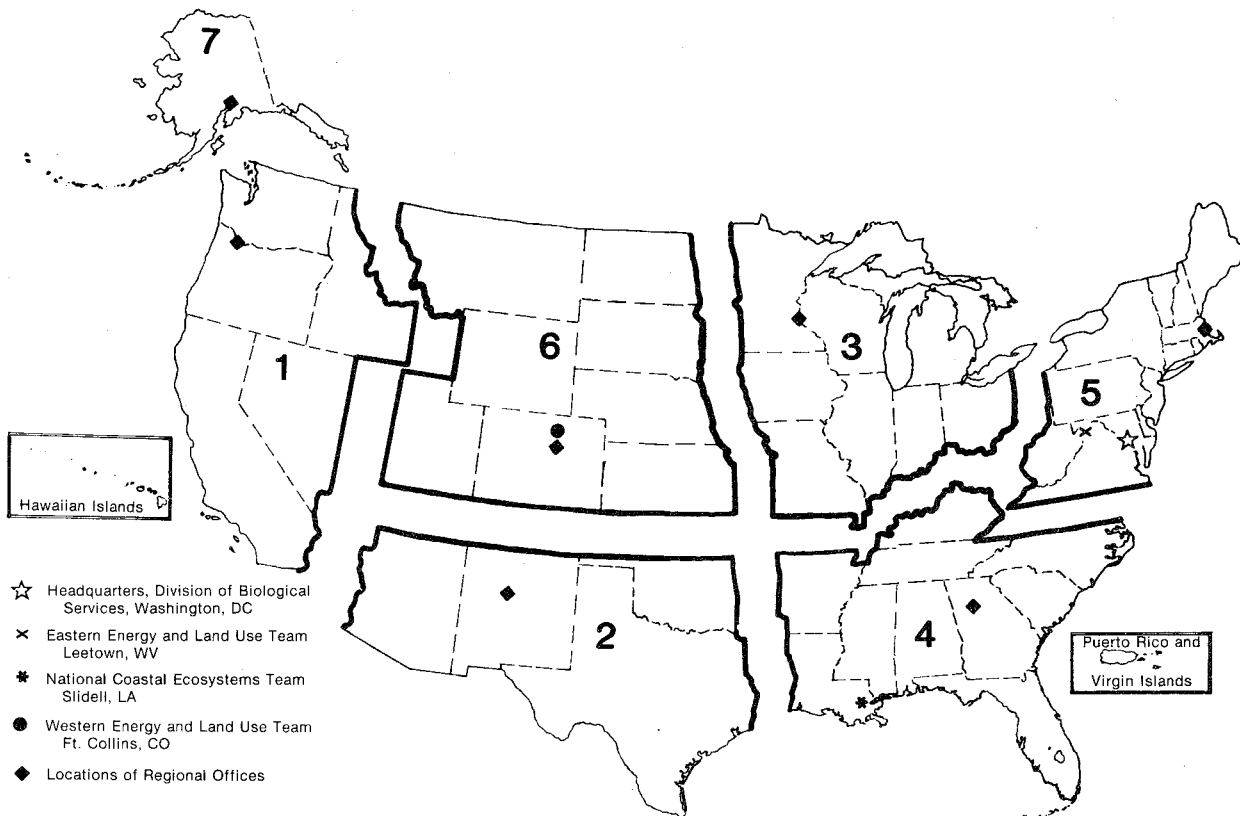 7
1
6
3
5
2
4
Hawaiian Islands
Puerto Rico and
Virgin Islands
Headquarters, Division of Biological
Services, Washington, DC
Eastern Energy and Land Use Team
Leetown, WV
National Coastal Ecosystems Team
Slidell, LA
Western Energy and Land Use Team
Ft. Collins, CO
Locations of Regional Offices